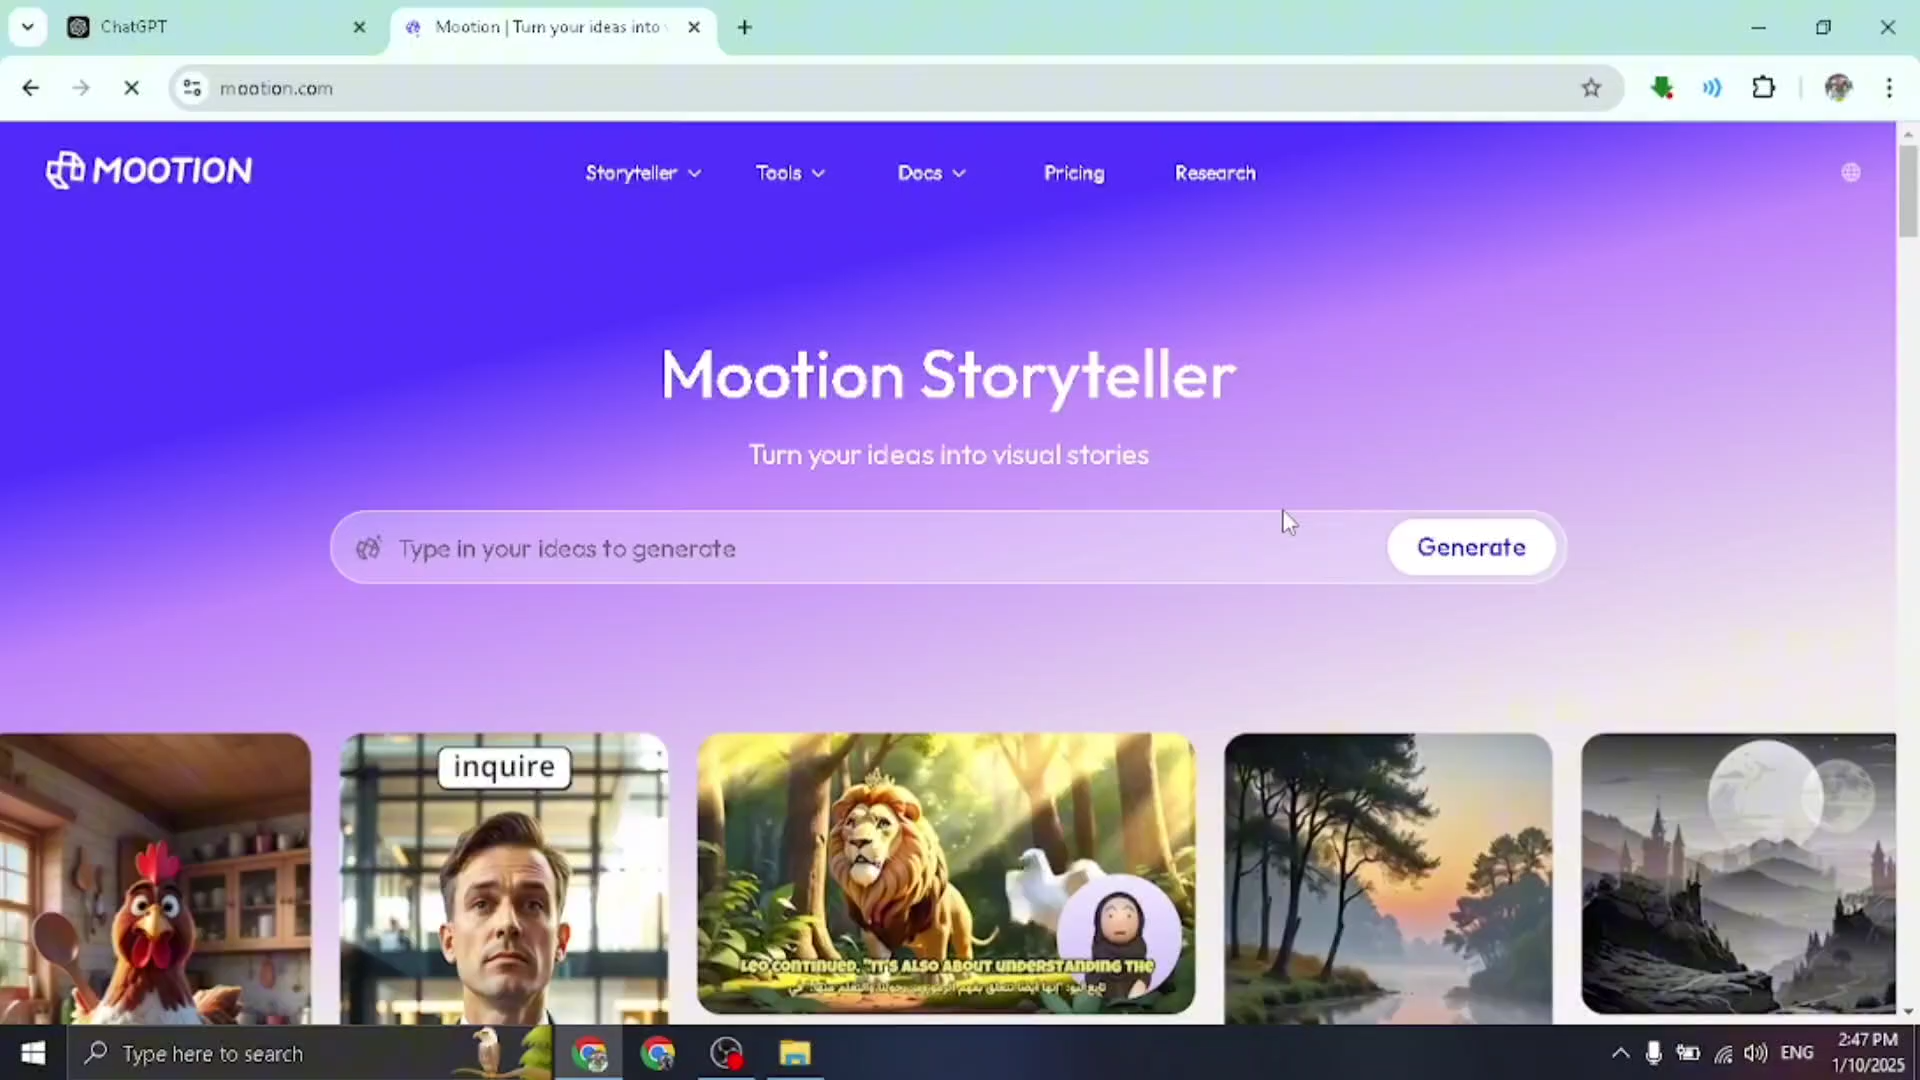 ChatGPT
Mootion | Turn your ideas into
mootion.com
MOOTION
Storyteller
Tools
Docs
Pricing
Research
Mootion Storyteller
Turn your ideas into visual stories
Type in your ideas to generate
Generate
inquire
LEO CONTINUED, "IT'S ALSO ABOUT UNDERSTANDING THE
Type here to search
ENG
2:47 PM
1/10/2025